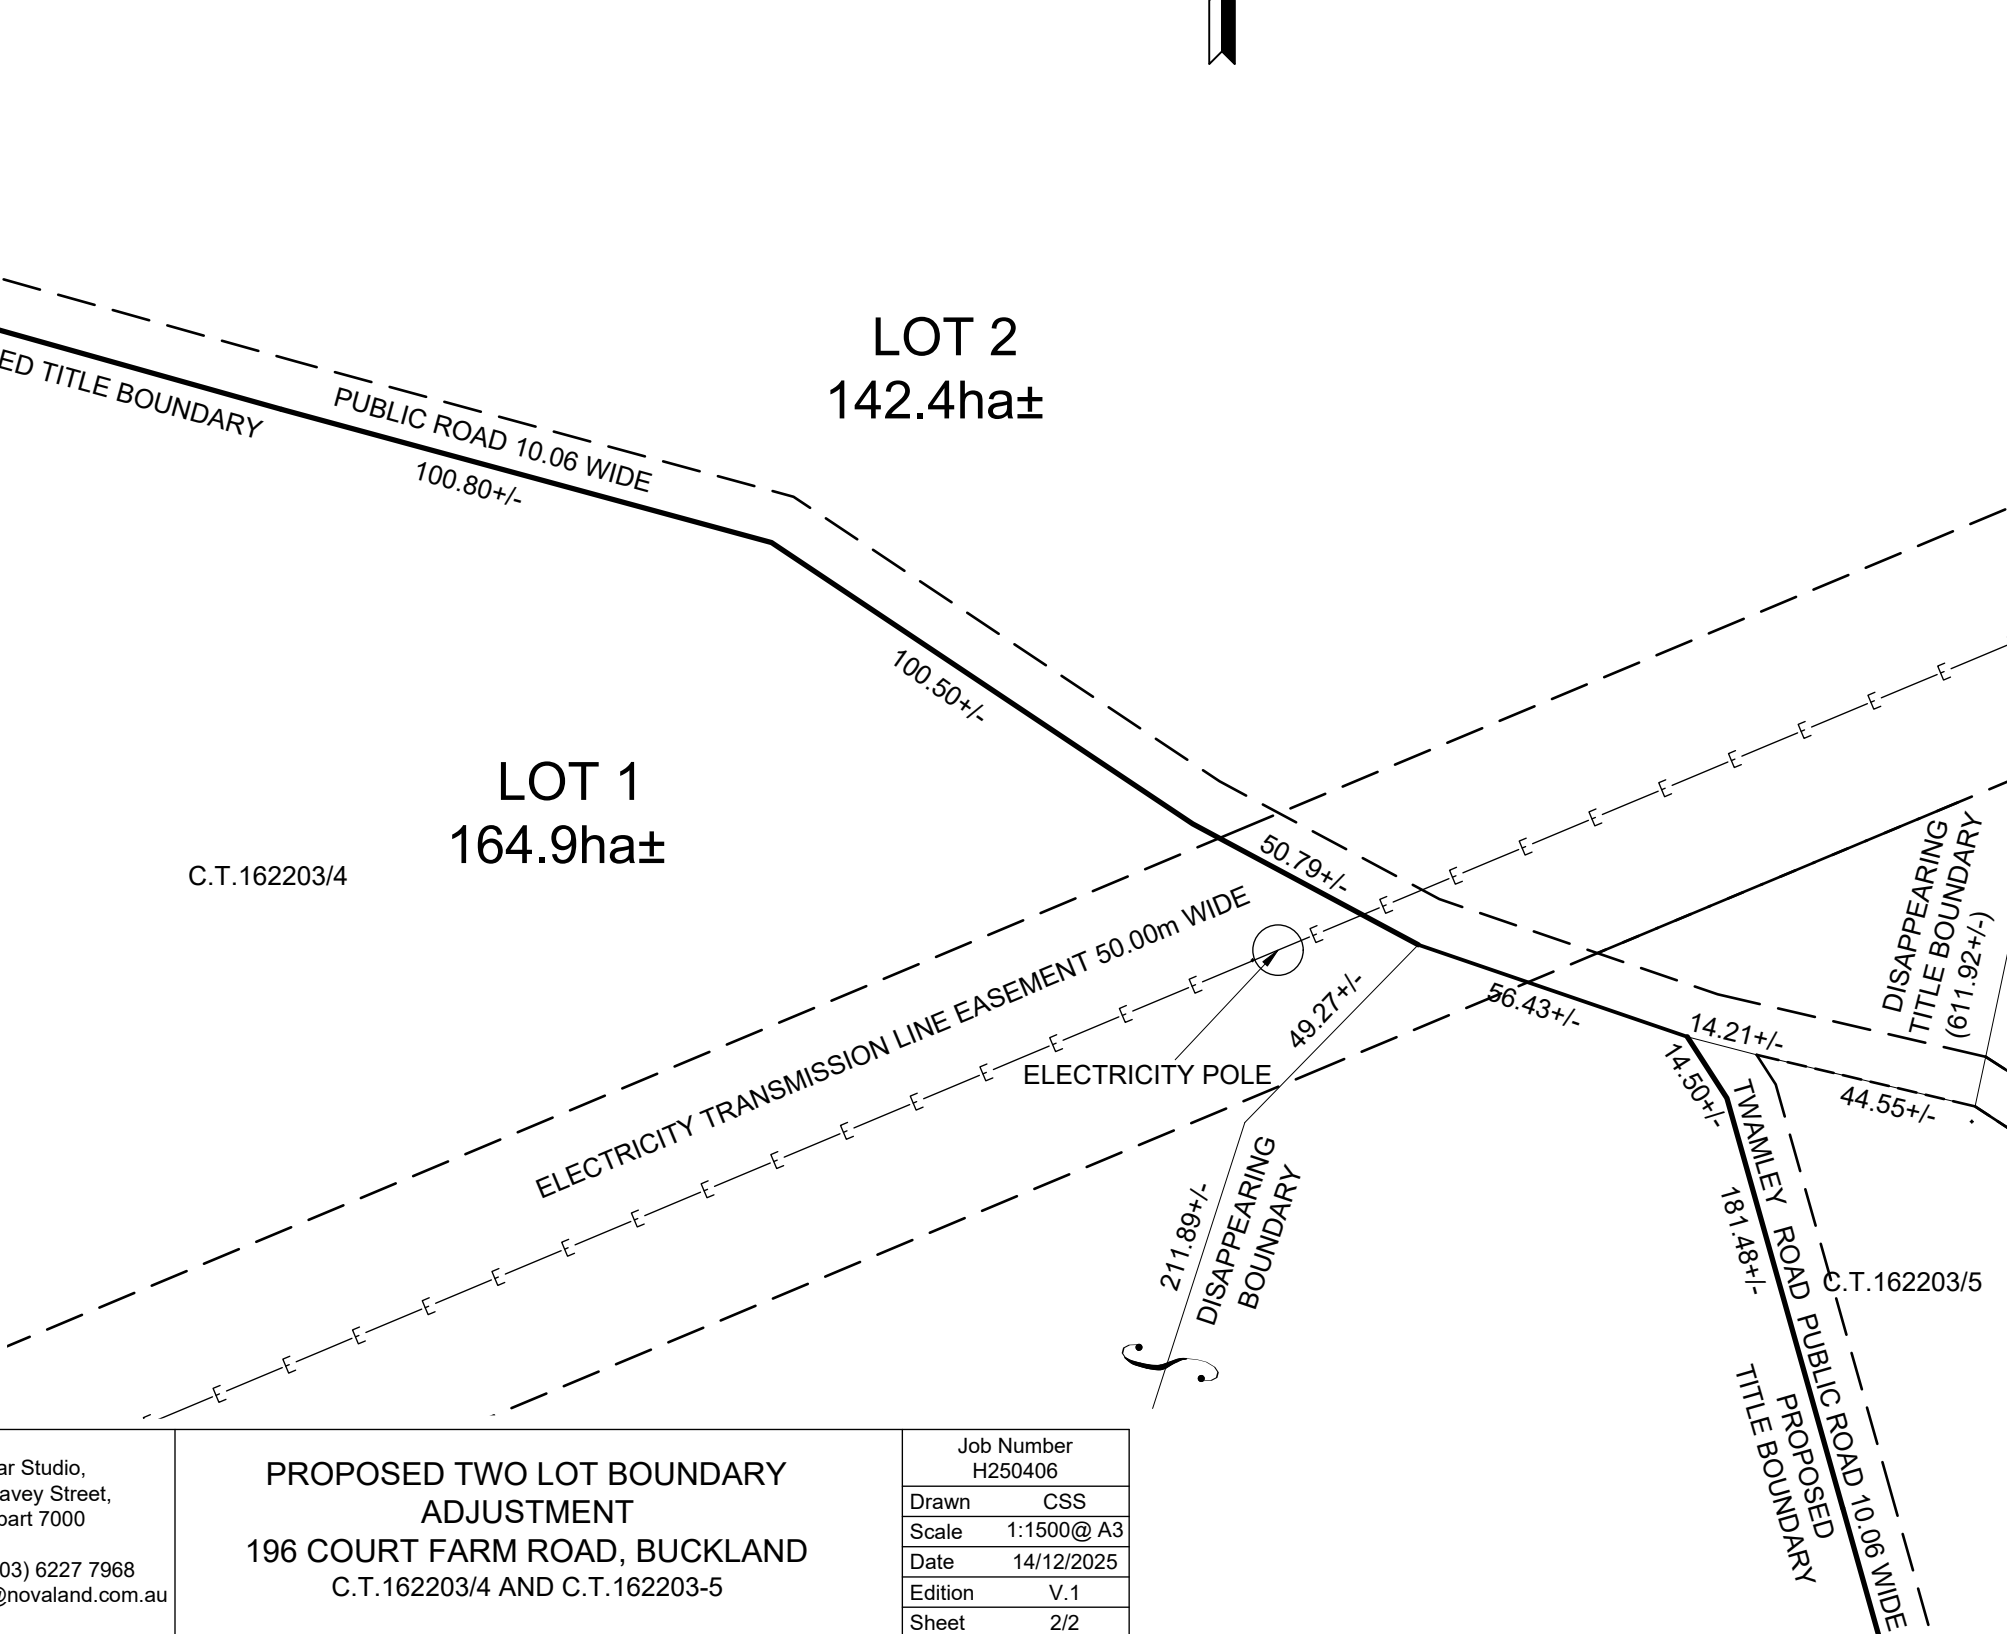 LOT 2
142.4ha±
TITLE BOUNDARY
PUBLIC ROAD 10.06 WIDE
100.80+/-
100.50+/-
LOT 1
164.9ha±
C.T.162203/4
50.79+/-
ELECTRICITY TRANSMISSION LINE EASEMENT 50.00m WIDE
E E E E E E E E E E E E E E E E E E E E E E E E E E
ELECTRICITY POLE
49.27+/-
56.43+/-
14.21+/-
14.50+/-
44.55+/-
DISAPPEARING
TITLE BOUNDARY
(611.92+/-)
211.89+/-
DISAPPEARING
BOUNDARY
181.48+/-
TWAMLEY ROAD PUBLIC ROAD 10.06 WIDE
C.T.162203/5
PROPOSED
TITLE BOUNDARY
Studio,
Street,
7000
03) 6227 7968
@novaland.com.au
PROPOSED TWO LOT BOUNDARY
ADJUSTMENT
196 COURT FARM ROAD, BUCKLAND
C.T.162203/4 AND C.T.162203-5
Job Number
H250406
Drawn CSS
Scale 1:1500@ A3
Date 14/12/2025
Edition V.1
Sheet 2/2